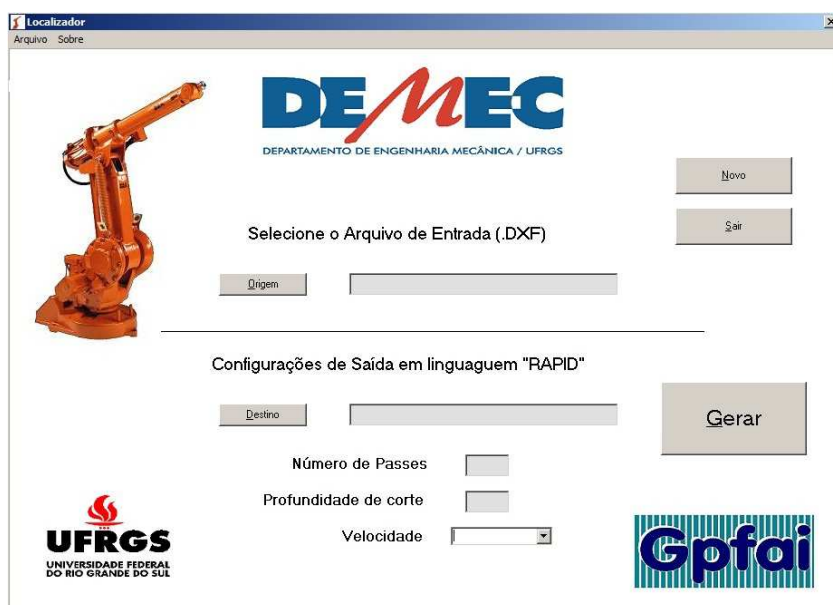 Localizador
Arquivo Sobre
DEMEC
DEPARTAMENTO DE ENGENHARIA MECÂNICA / UFRGS
Novo
Sair
Selecione o Arquivo de Entrada (.DXF)
Origem
Configurações de Saída em linguaguem "RAPID"
Destino
Gerar
Número de Passes
Profundidade de corte
Velocidade
UFRGS
UNIVERSIDADE FEDERAL
DO RIO GRANDE DO SUL
Gpfai